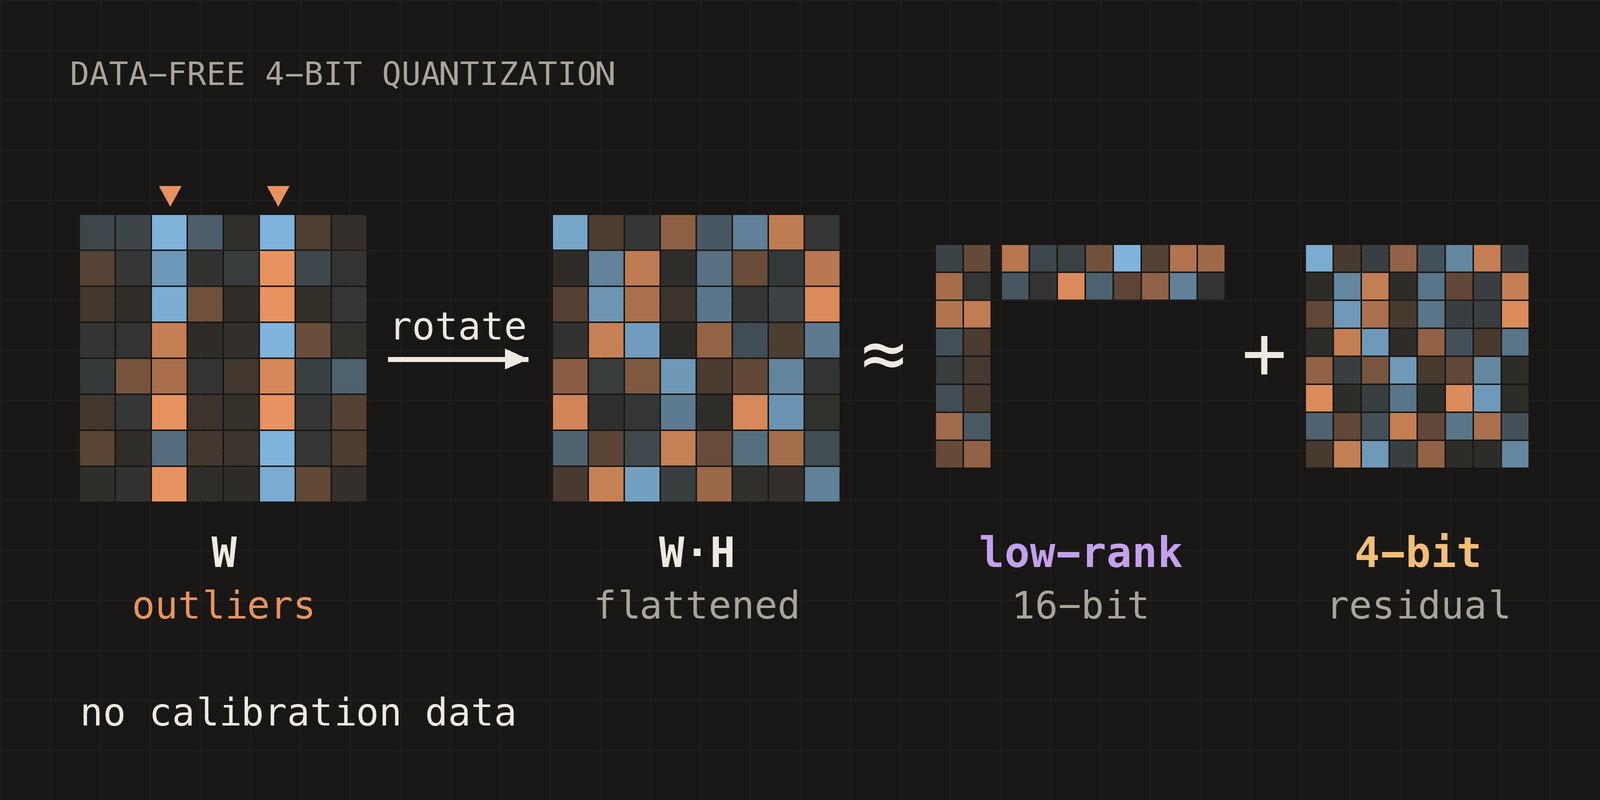 DATA-FREE 4-BIT QUANTIZATION
rotate
≈
+
W
outliers
W·H
flattened
low-rank
16-bit
4-bit
residual
no calibration data